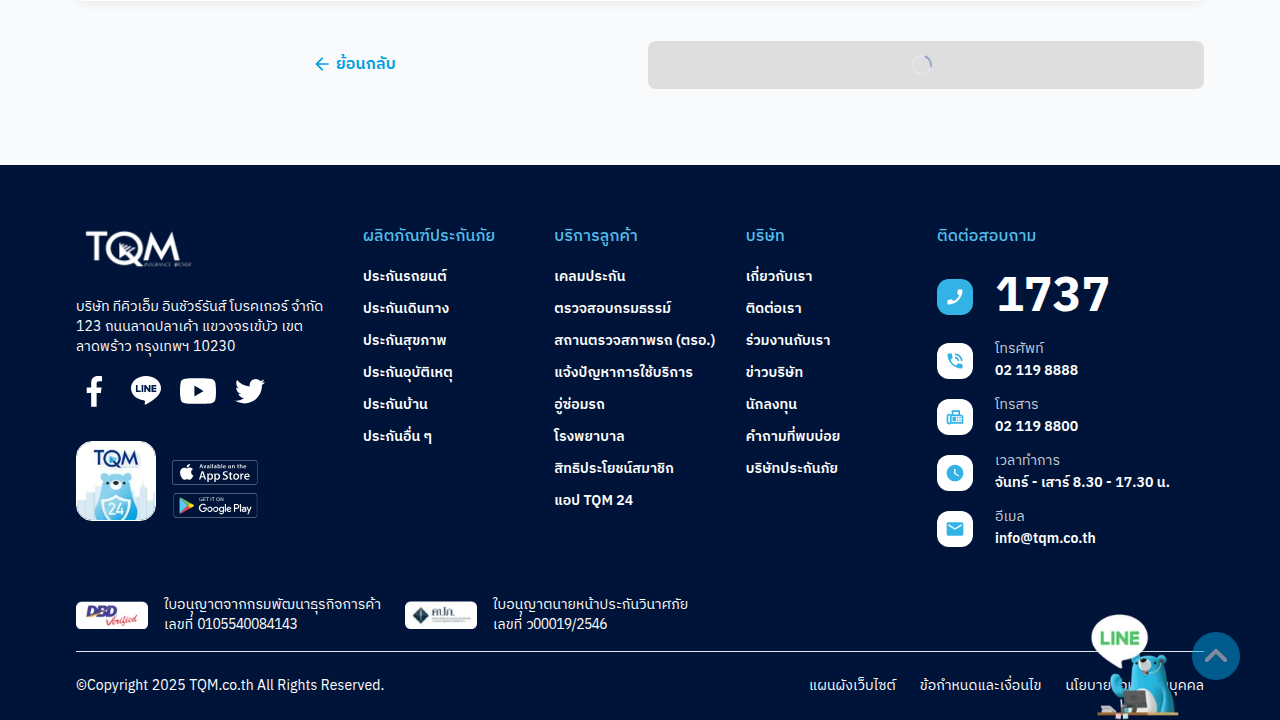 ย้อนกลับ
TQM
INSURANCE BROKER
บริษัท ทีคิวเอ็ม อินชัวร์รันส์ โบรคเกอร์ จำกัด
123 ถนนลาดปลาเค้า แขวงจรเข้บัว เขต
ลาดพร้าว กรุงเทพฯ 10230
LINE
TQM
24
Available on the
App Store
GET IT ON
Google Play
ผลิตภัณฑ์ประกันภัย
ประกันรถยนต์
ประกันเดินทาง
ประกันสุขภาพ
ประกันอุบัติเหตุ
ประกันบ้าน
ประกันอื่น ๆ
บริการลูกค้า
เคลมประกัน
ตรวจสอบกรมธรรม์
สถานตรวจสภาพรถ (ตรอ.)
แจ้งปัญหาการใช้บริการ
อู่ซ่อมรถ
โรงพยาบาล
สิทธิประโยชน์สมาชิก
แอป TQM 24
บริษัท
เกี่ยวกับเรา
ติดต่อเรา
ร่วมงานกับเรา
ข่าวบริษัท
นักลงทุน
คำถามที่พบบ่อย
บริษัทประกันภัย
ติดต่อสอบถาม
1737
โทรศัพท์
02 119 8888
โทรสาร
02 119 8800
เวลาทำการ
จันทร์ - เสาร์ 8.30 - 17.30 น.
อีเมล
info@tqm.co.th
DBD
Verified
ใบอนุญาตจากกรมพัฒนาธุรกิจการค้า
เลขที่ 0105540084143
คปภ.
ใบอนุญาตนายหน้าประกันวินาศภัย
เลขที่ ว00019/2546
LINE
©Copyright 2025 TQM.co.th All Rights Reserved.
แผนผังเว็บไซต์ ข้อกำหนดและเงื่อนไข นโยบาย บุคคล